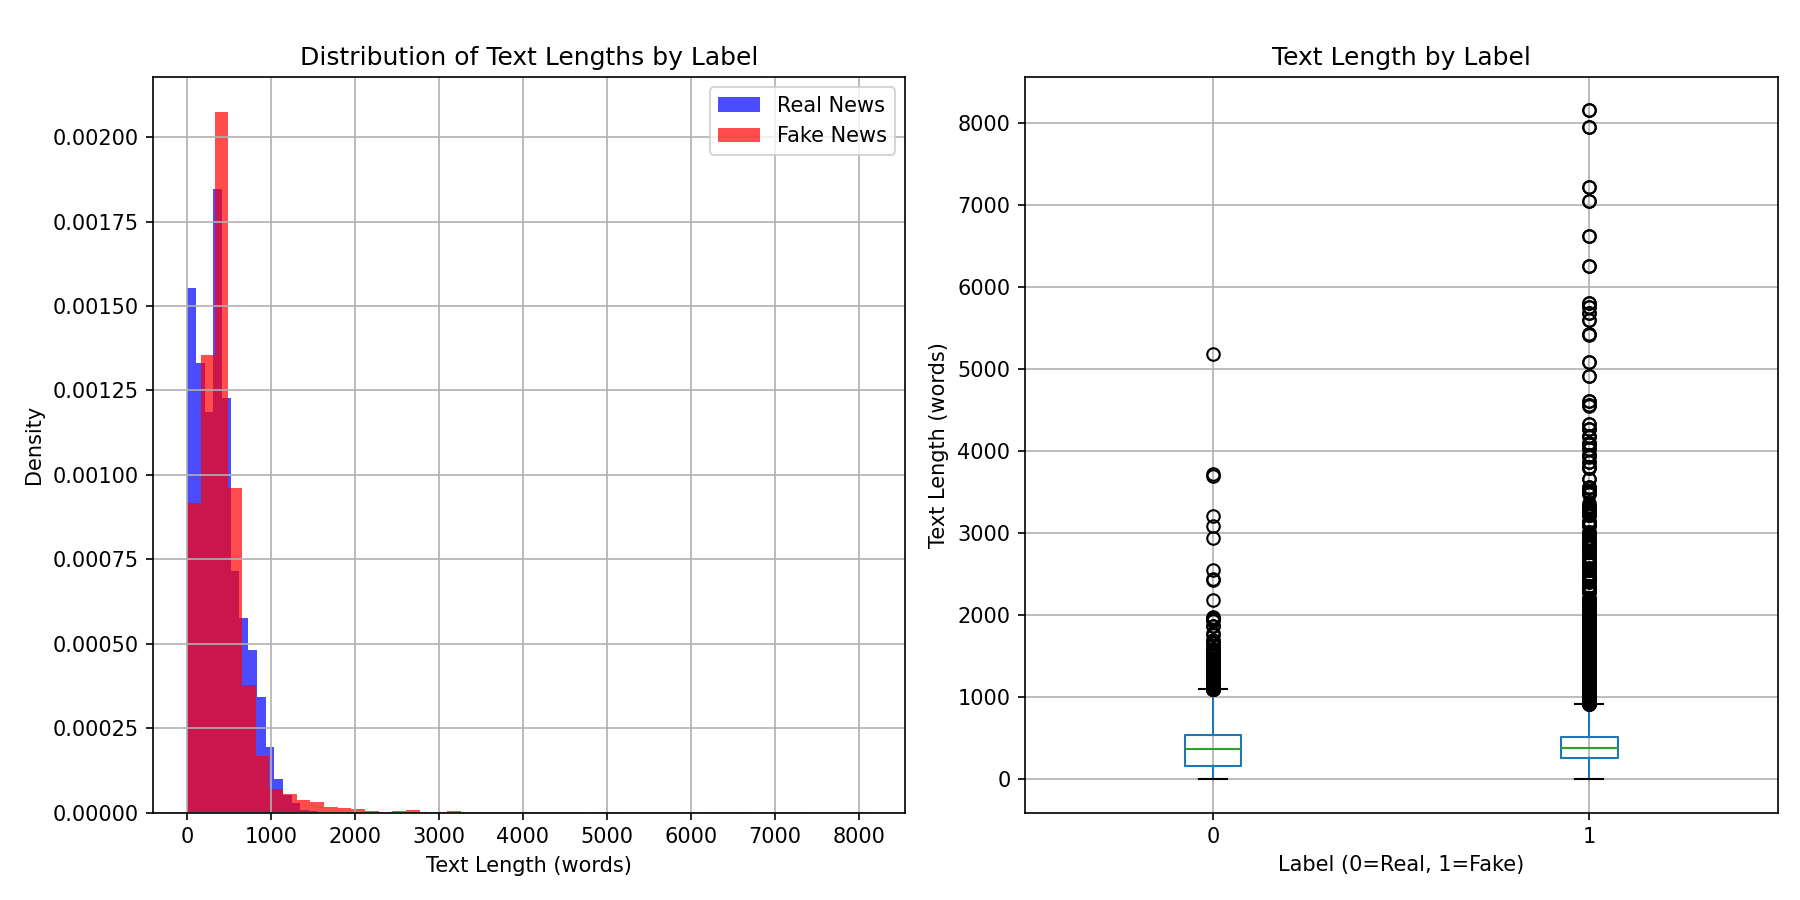 Distribution of Text Lengths by Label
Real News
Fake News
0.00200
0.00175
0.00150
0.00125
0.00100
0.00075
0.00050
0.00025
0.00000
Density
0 1000 2000 3000 4000 5000 6000 7000 8000
Text Length (words)
Text Length by Label
8000
7000
6000
5000
4000
3000
2000
1000
0
Text Length (words)
0 1
Label (0=Real, 1=Fake)